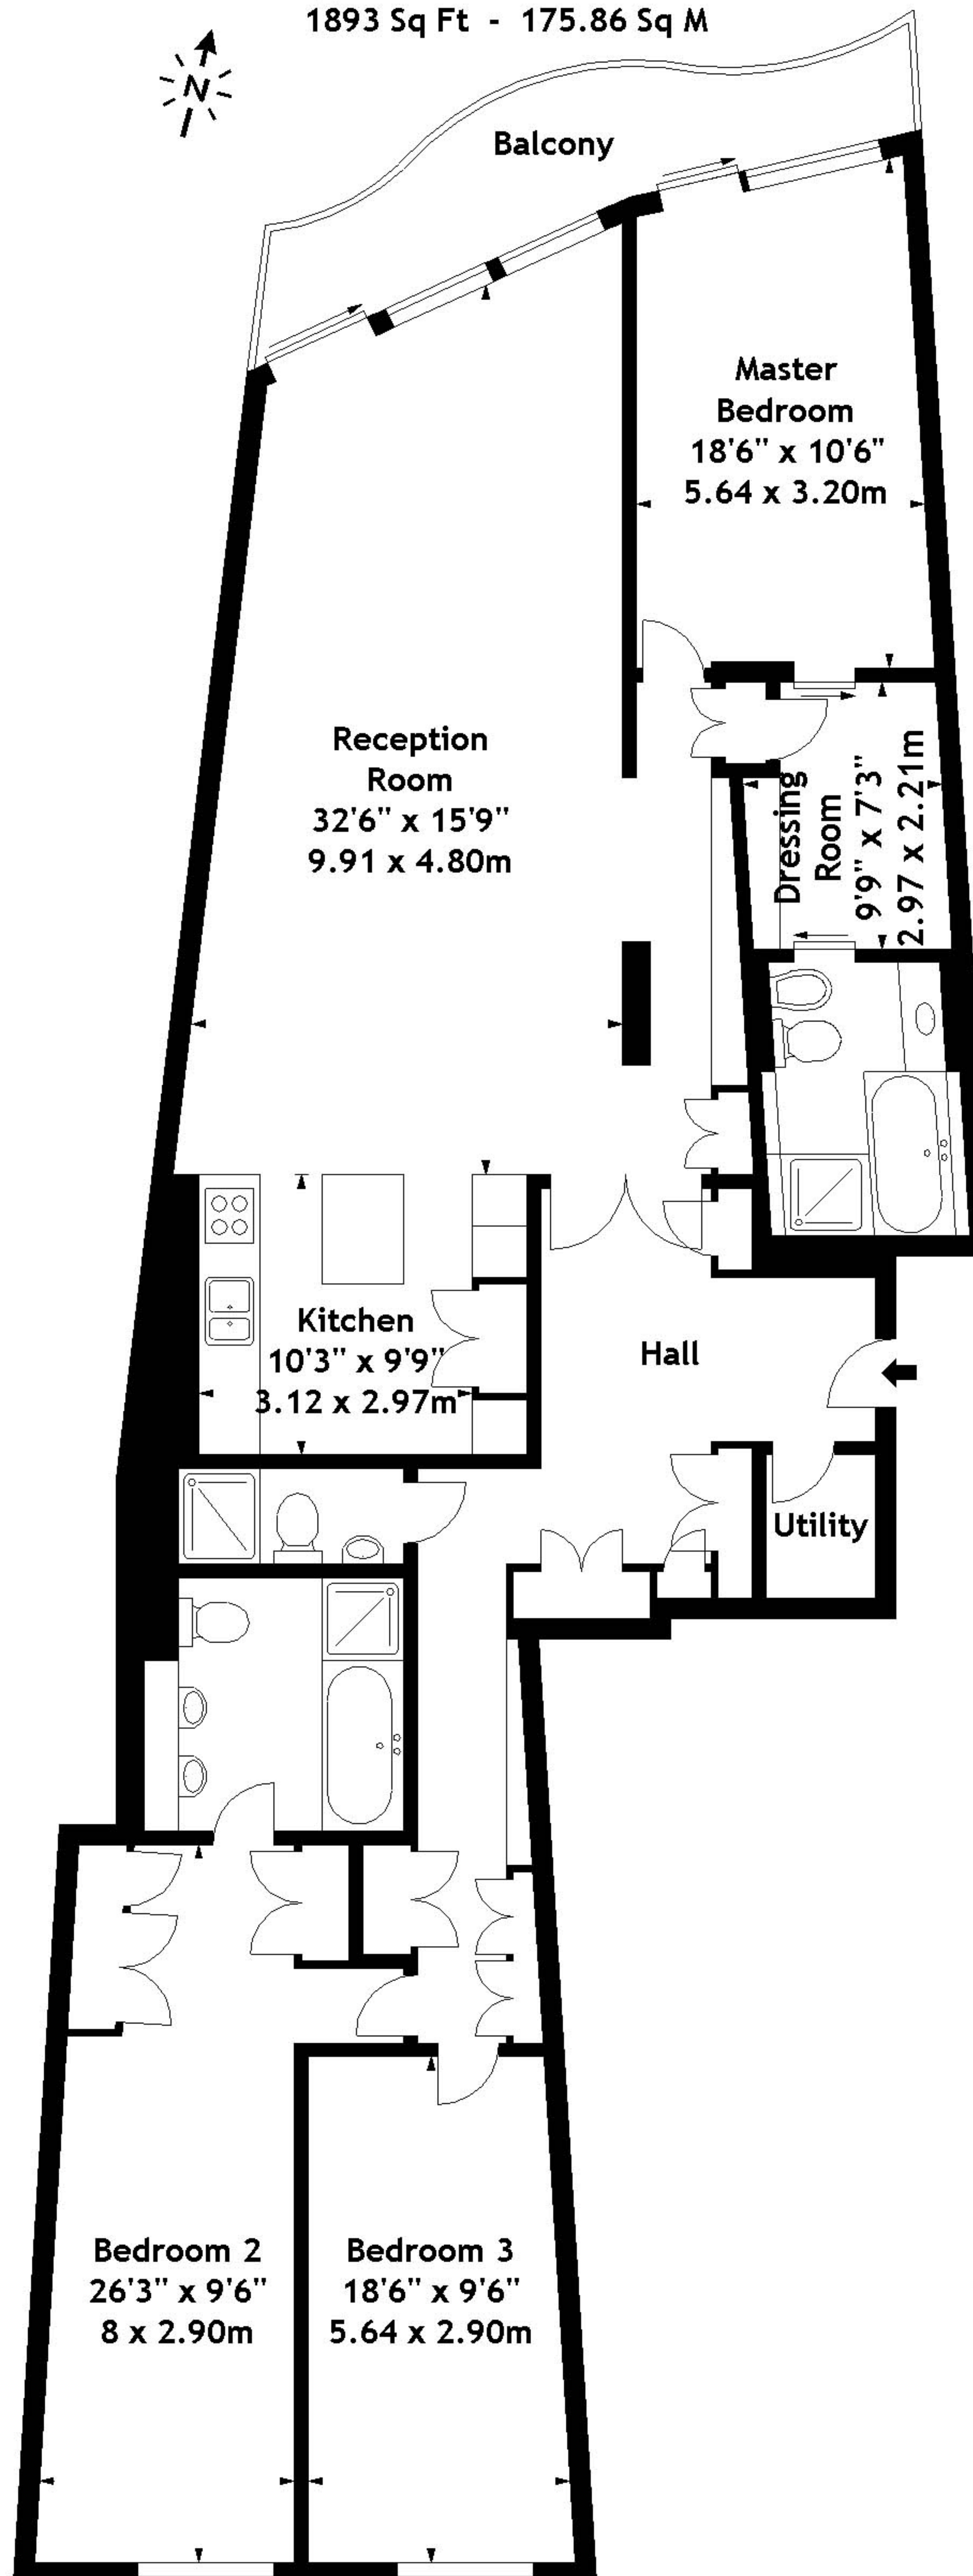 1893 Sq Ft - 175.86 Sq M
N
Balcony
Master
Bedroom
18'6" x 10'6"
5.64 x 3.20m
Reception
Room
32'6" x 15'9"
9.91 x 4.80m
Dressing
Room
9'9" x 7'3"
2.97 x 2.21m
Kitchen
10'3" x 9'9"
3.12 x 2.97m
Hall
Utility
Bedroom 2
26'3" x 9'6"
8 x 2.90m
Bedroom 3
18'6" x 9'6"
5.64 x 2.90m